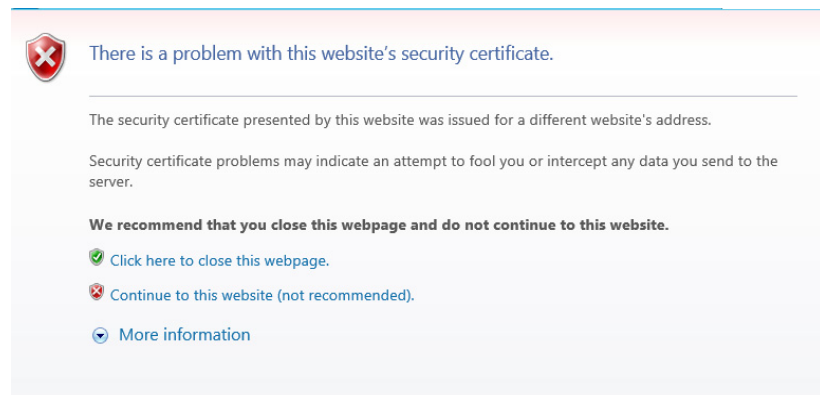 There is a problem with this website's security certificate.
The security certificate presented by this website was issued for a different website's address.
Security certificate problems may indicate an attempt to fool you or intercept any data you send to the
server.
We recommend that you close this webpage and do not continue to this website.
Click here to close this webpage.
Continue to this website (not recommended).
More information